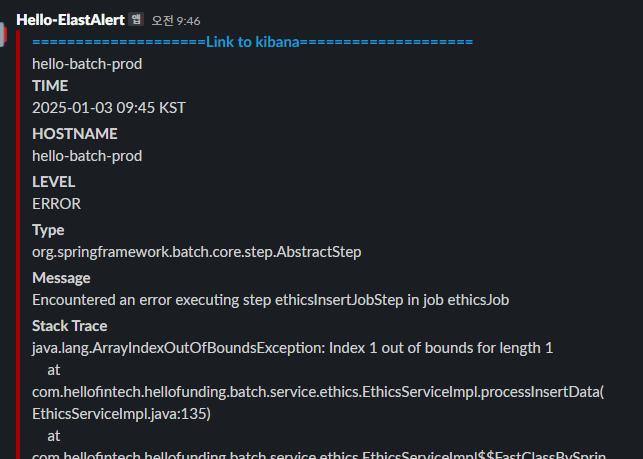 Hello-ElastAlert 앱 오전 9:46
====================Link to kibana====================
hello-batch-prod
TIME
2025-01-03 09:45 KST
HOSTNAME
hello-batch-prod
LEVEL
ERROR
Type
org.springframework.batch.core.step.AbstractStep
Message
Encountered an error executing step ethicsInsertJobStep in job ethicsJob
Stack Trace
java.lang.ArrayIndexOutOfBoundsException: Index 1 out of bounds for length 1
at
com.hellofintech.hellofunding.batch.service.ethics.EthicsServiceImpl.processInsertData(
EthicsServiceImpl.java:135)
at
com.hellofintech.hellofunding.batch.service.ethics.EthicsServiceImpl$$FastClassBySprin